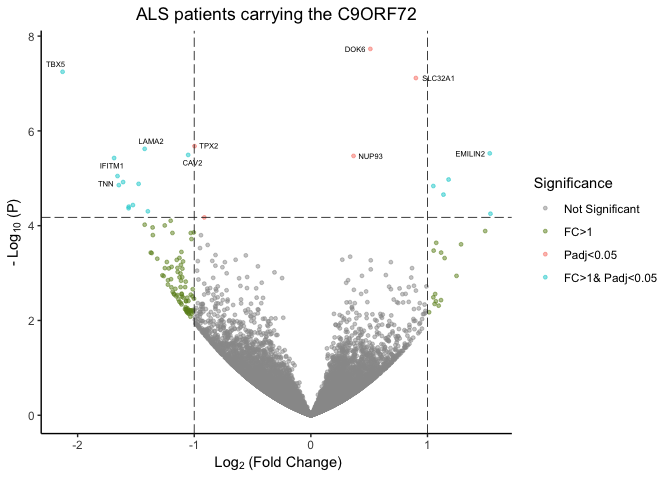 ALS patients carrying the C9ORF72
8
6
4
2
0
- Log10 (P)
TBX5
DOK6
SLC32A1
LAMA2
TPX2
IFITM1
CAV2
NUP93
EMILIN2
TNN
-2
-1
0
1
Log2 (Fold Change)
Significance
Not Significant
FC>1
Padj<0.05
FC>1& Padj<0.05